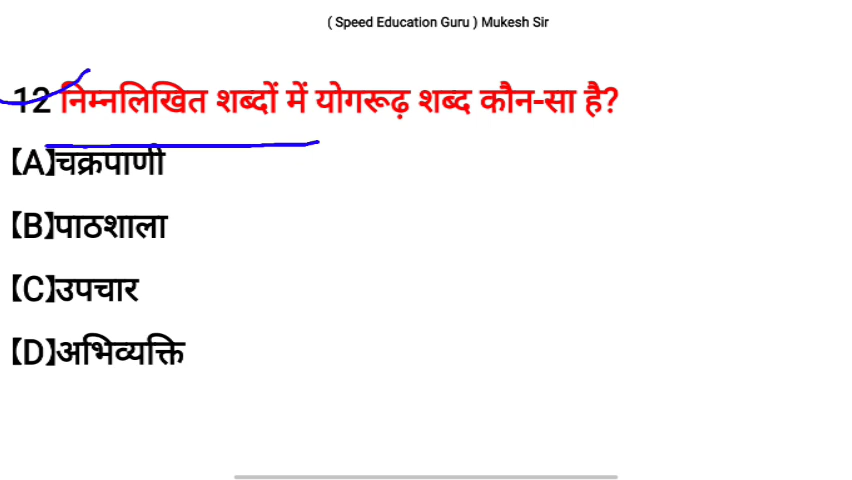 ( Speed Education Guru ) Mukesh Sir
12 निम्नलिखित शब्दों में योगरूढ़ शब्द कौन-सा है?
【A】चक्रपाणी
【B】पाठशाला
【C】उपचार
【D】अभिव्यक्ति